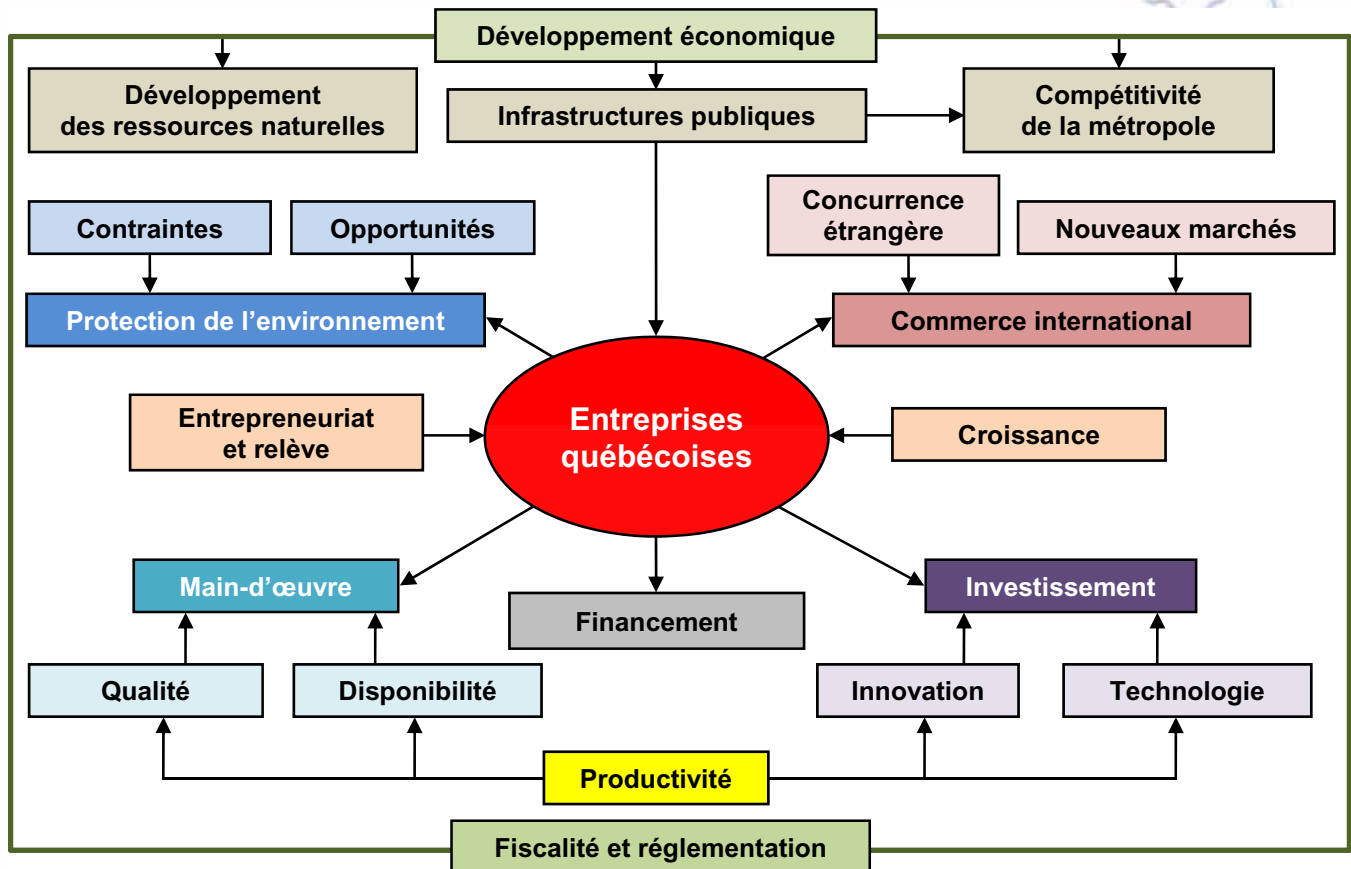 Développement économique
Développement
des ressources naturelles
Infrastructures publiques
Compétitivité
de la métropole
Contraintes
Opportunités
Concurrence
étrangère
Nouveaux marchés
Protection de l'environnement
Commerce international
Entrepreneuriat
et relève
Entreprises
québécoises
Croissance
Main-d'œuvre
Financement
Investissement
Qualité
Disponibilité
Innovation
Technologie
Productivité
Fiscalité et réglementation